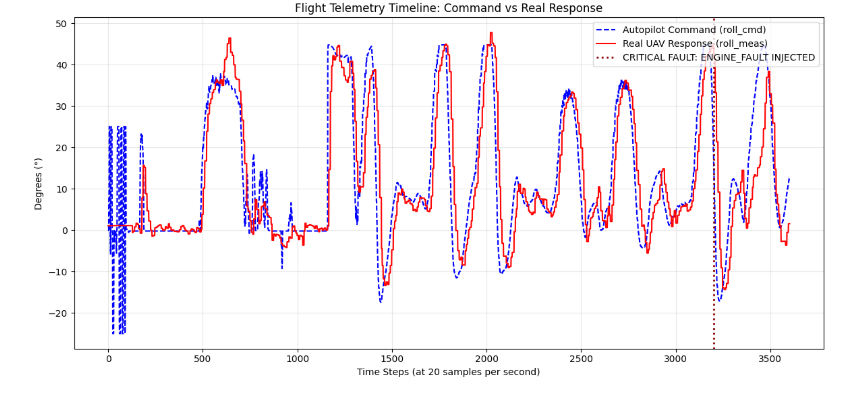 Flight Telemetry Timeline: Command vs Real Response
Autopilot Command (roll_cmd)
Real UAV Response (roll_meas)
CRITICAL FAULT: ENGINE_FAULT INJECTED
Degrees (°)
50
40
30
20
10
0
−10
−20
0
500
1000
1500
2000
2500
3000
3500
Time Steps (at 20 samples per second)